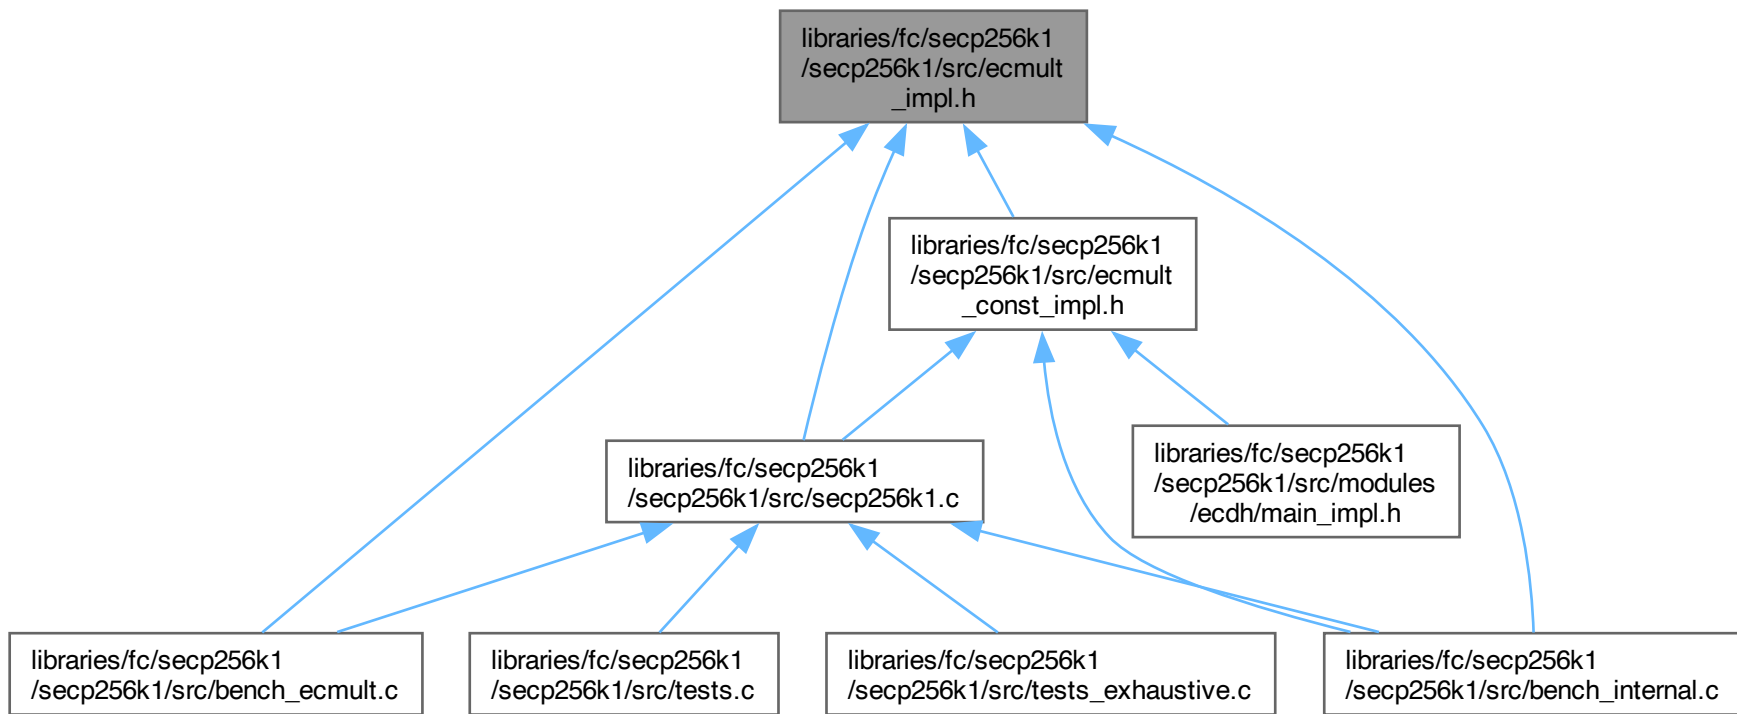 libraries/fc/secp256k1
/secp256k1/src/ecmult
_impl.h
libraries/fc/secp256k1
/secp256k1/src/ecmult
_const_impl.h
libraries/fc/secp256k1
/secp256k1/src/secp256k1.c
libraries/fc/secp256k1
/secp256k1/src/modules
/ecdh/main_impl.h
libraries/fc/secp256k1
/secp256k1/src/bench_ecmult.c
libraries/fc/secp256k1
/secp256k1/src/tests.c
libraries/fc/secp256k1
/secp256k1/src/tests_exhaustive.c
libraries/fc/secp256k1
/secp256k1/src/bench_internal.c